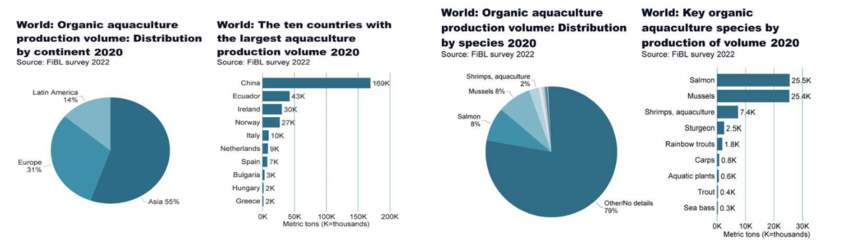 World: Organic aquaculture
production volume: Distribution
by continent 2020
Source: FiBL survey 2022
Latin America
14%
Europe
31%
Asia 55%
World: The ten countries with
the largest aquaculture
production volume 2020
Source: FiBL survey 2022
China 169K
Ecuador 43K
Ireland 30K
Norway 27K
Italy 10K
Netherlands 9K
Spain 7K
Bulgaria 3K
Hungary 2K
Greece 2K
0K 50K 100K 150K 200K
Metric tons (K=thousands)
World: Organic aquaculture
production volume: Distribution
by species 2020
Source: FiBL survey 2022
Shrimps, aquaculture
2%
Mussels 8%
Salmon
8%
Other/No details
79%
World: Key organic
aquaculture species by
production of volume 2020
Source: FiBL survey 2022
Salmon 25.5K
Mussels 25.4K
Shrimps, aquaculture 7.4K
Sturgeon 2.5K
Rainbow trouts 1.8K
Carps 0.8K
Aquatic plants 0.6K
Trout 0.4K
Sea bass 0.3K
0K 10K 20K 30K
Metric tons (K=thousands)